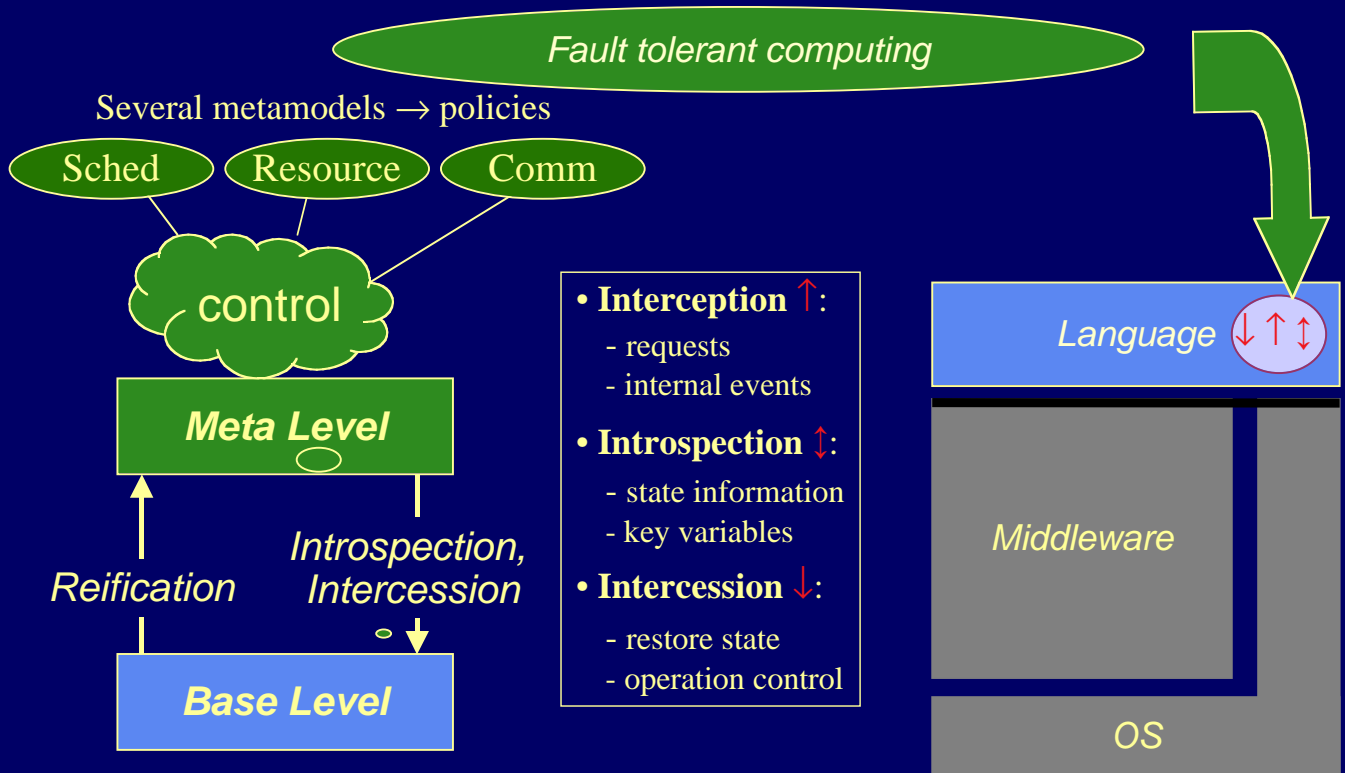 Fault tolerant computing
Several metamodels → policies
Sched Resource Comm
control
Meta Level
Reification
Introspection,
Intercession
Base Level
• Interception ↑:
- requests
- internal events
• Introspection ↕:
- state information
- key variables
• Intercession ↓:
- restore state
- operation control
Language ↓ ↑ ↕
Middleware
OS